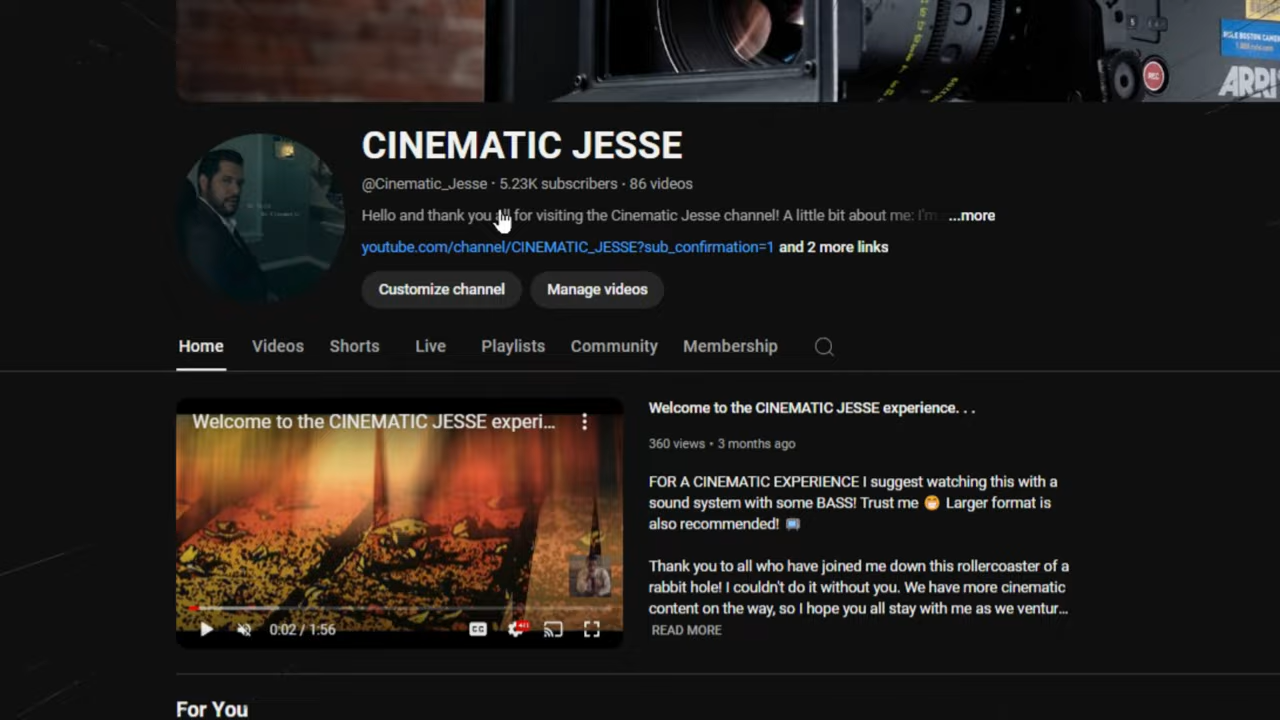 RULE BOSTON CAMERA
REC
ARRI
CINEMATIC JESSE
@Cinematic_Jesse · 5.23K subscribers · 86 videos
Hello and thank you all for visiting the Cinematic Jesse channel! A little bit about me: I'm ...more
youtube.com/channel/CINEMATIC_JESSE?sub_confirmation=1 and 2 more links
Customize channel Manage videos
Home Videos Shorts Live Playlists Community Membership
Welcome to the CINEMATIC JESSE experi...
Welcome to the CINEMATIC JESSE experience. . .
360 views • 3 months ago
FOR A CINEMATIC EXPERIENCE I suggest watching this with a
sound system with some BASS! Trust me 😁 Larger format is
also recommended! 📺
Thank you to all who have joined me down this rollercoaster of a
rabbit hole! I couldn't do it without you. We have more cinematic
content on the way, so I hope you all stay with me as we ventur...
READ MORE
0:02 / 1:56
CC
For You